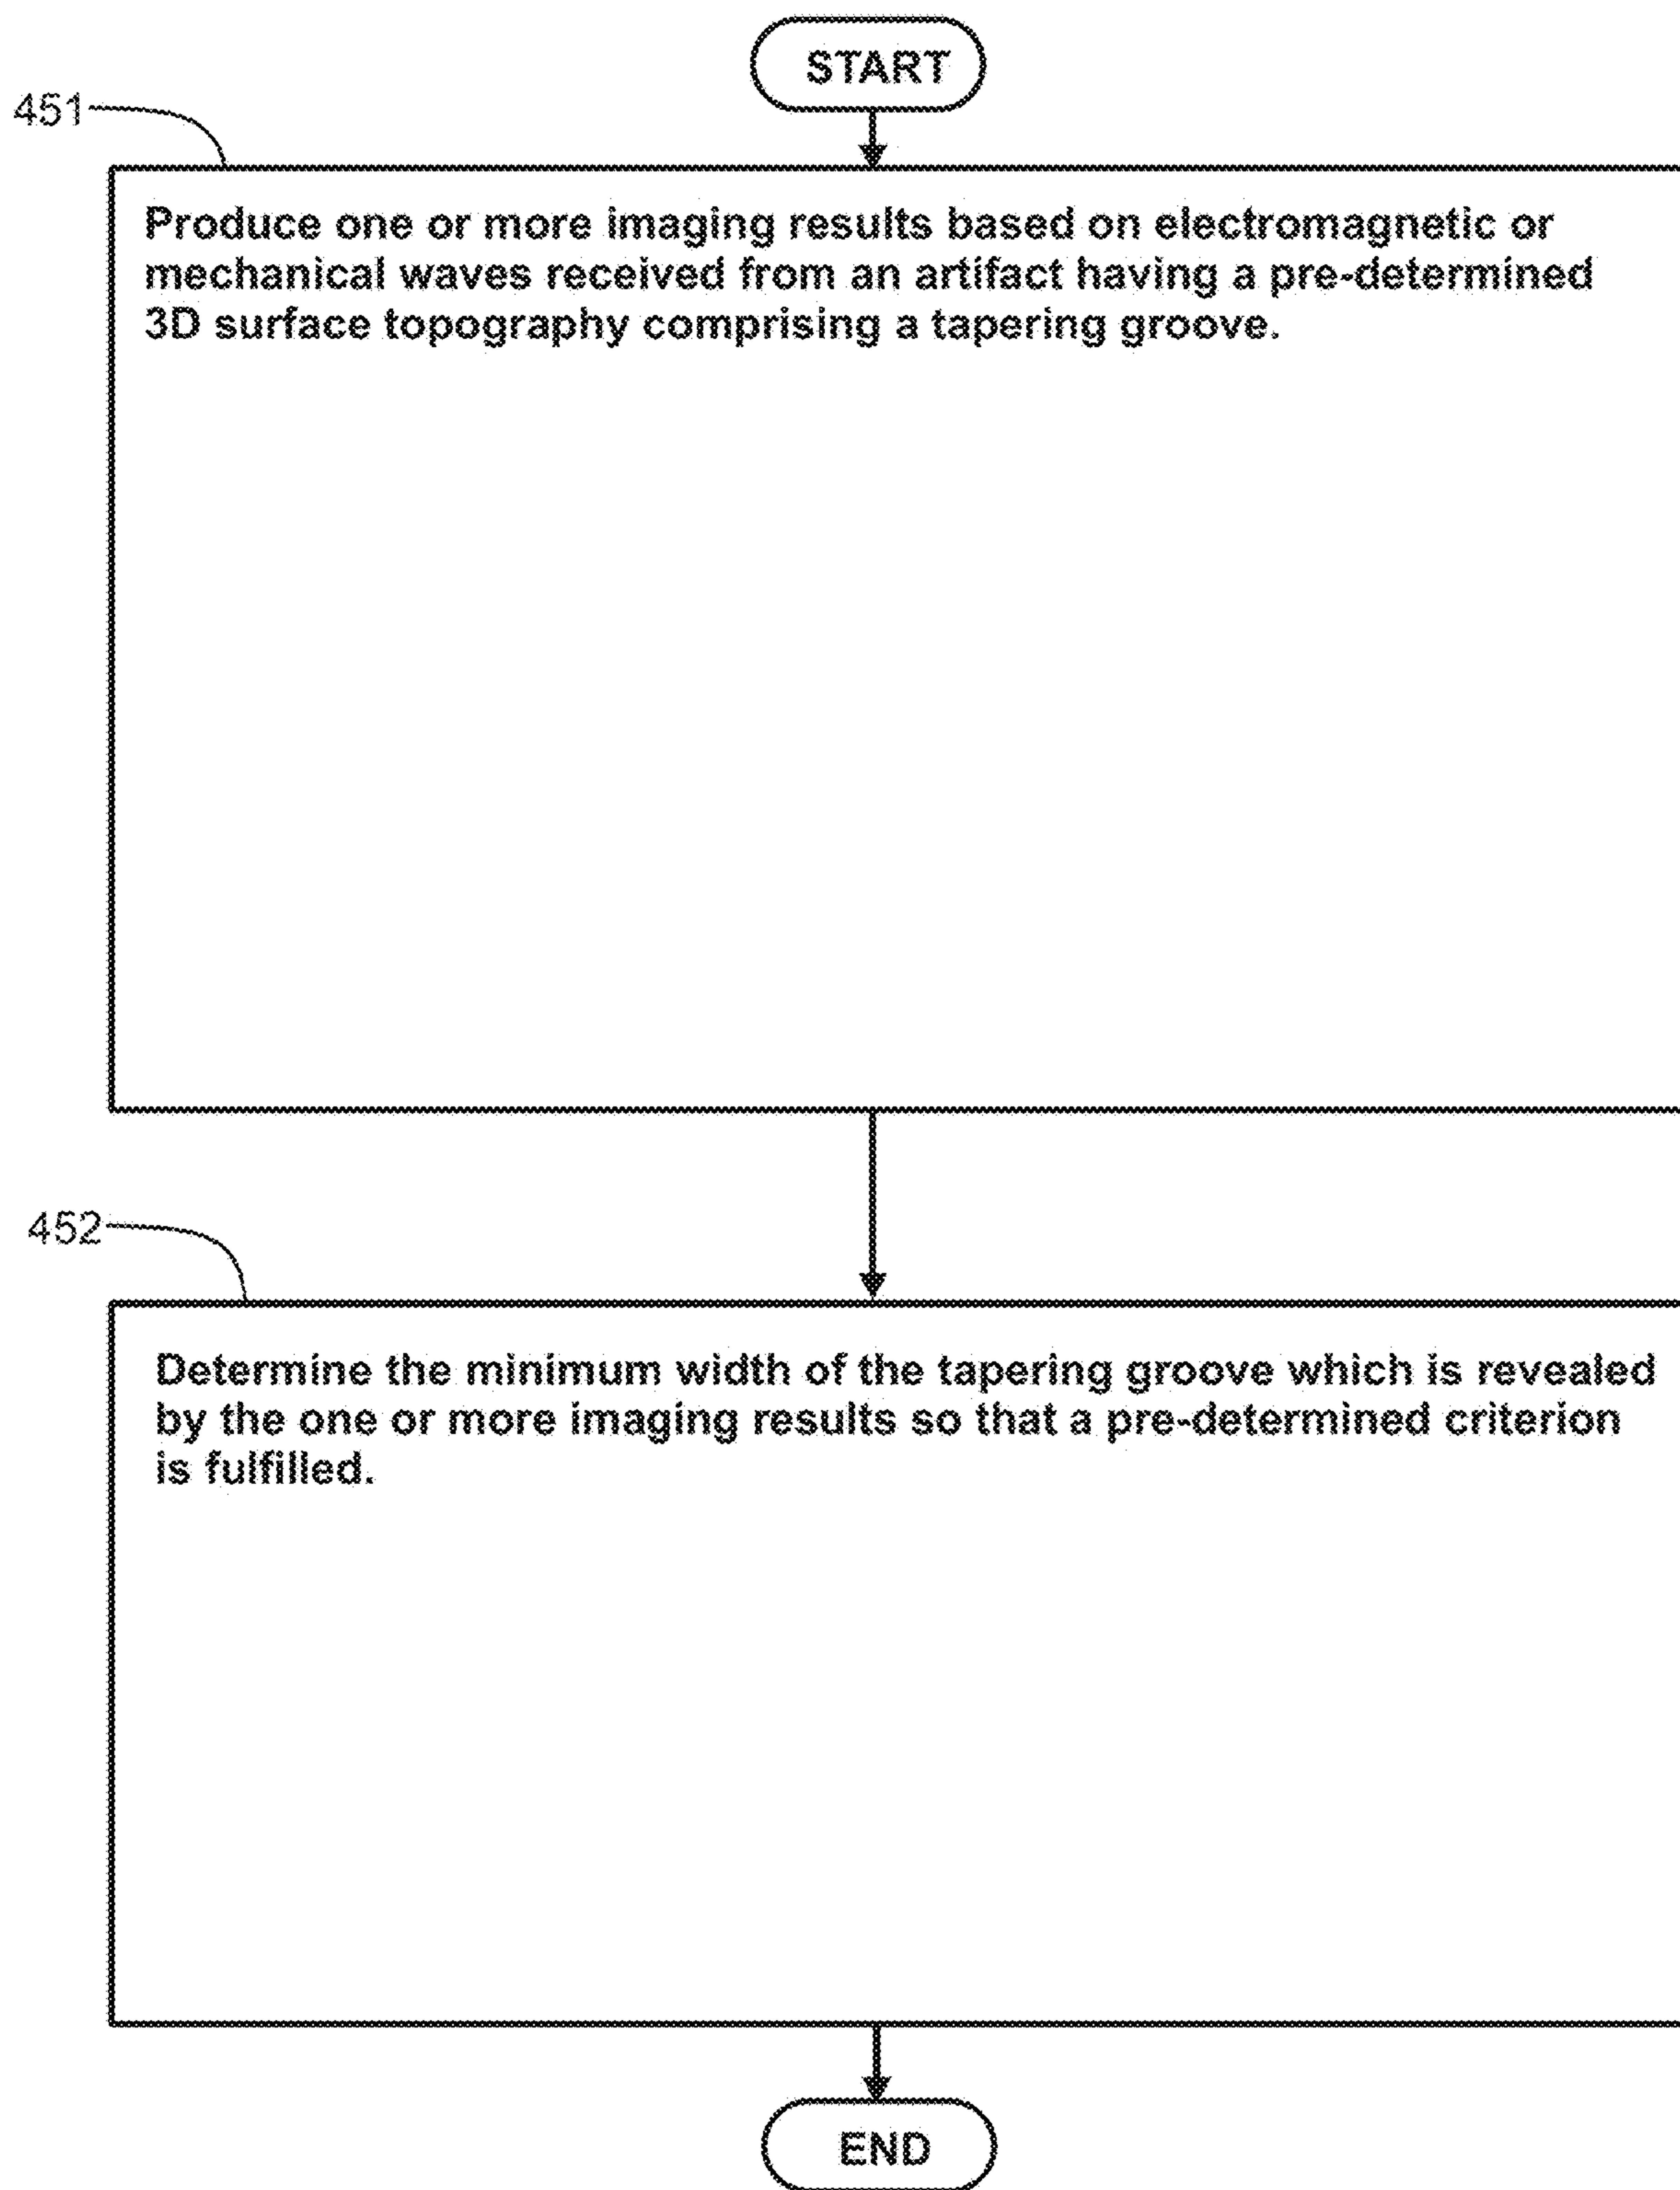 START
451
Produce one or more imaging results based on electromagnetic or
mechanical waves received from an artifact having a pre-determined
3D surface topography comprising a tapering groove.
452
Determine the minimum width of the tapering groove which is revealed
by the one or more imaging results so that a pre-determined criterion
is fulfilled.
END